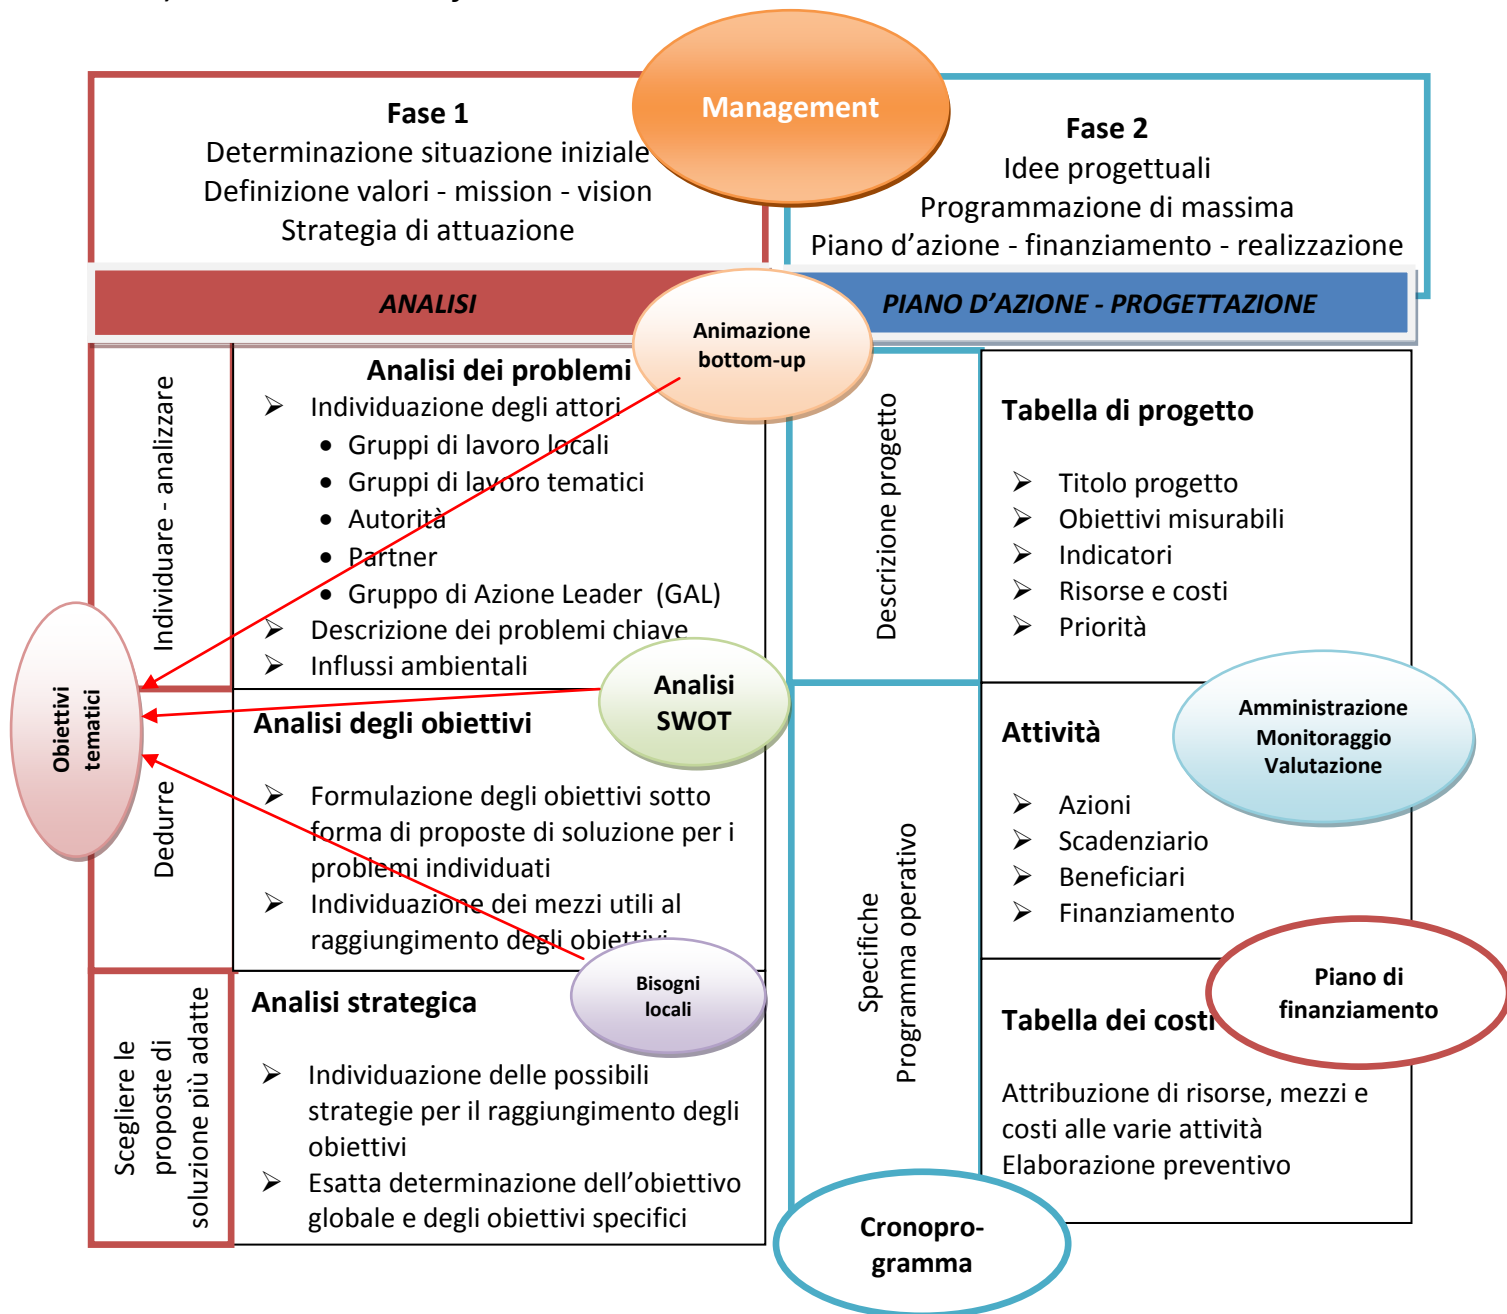 Management
Fase 1
Determinazione situazione iniziale
Definizione valori - mission - vision
Strategia di attuazione
Fase 2
Idee progettuali
Programmazione di massima
Piano d’azione - finanziamento - realizzazione
ANALISI
PIANO D’AZIONE - PROGETTAZIONE
Animazione
bottom-up
Individuare - analizzare
Analisi dei problemi
➢ Individuazione degli attori
• Gruppi di lavoro locali
• Gruppi di lavoro tematici
• Autorità
• Partner
• Gruppo di Azione Leader (GAL)
➢ Descrizione dei problemi chiave
➢ Influssi ambientali
Obiettivi
tematici
Dedurre
Analisi
SWOT
Analisi degli obiettivi
➢ Formulazione degli obiettivi sotto
forma di proposte di soluzione per i
problemi individuati
➢ Individuazione dei mezzi utili al
raggiungimento degli obiettivi
Bisogni
locali
Scegliere le
proposte di
soluzione più adatte
Analisi strategica
➢ Individuazione delle possibili
strategie per il raggiungimento degli
obiettivi
➢ Esatta determinazione dell’obiettivo
globale e degli obiettivi specifici
Descrizione progetto
Tabella di progetto
➢ Titolo progetto
➢ Obiettivi misurabili
➢ Indicatori
➢ Risorse e costi
➢ Priorità
Amministrazione
Monitoraggio
Valutazione
Specifiche
Programma operativo
Attività
➢ Azioni
➢ Scadenziario
➢ Beneficiari
➢ Finanziamento
Piano di
finanziamento
Tabella dei costi
Attribuzione di risorse, mezzi e
costi alle varie attività
Elaborazione preventivo
Cronopro-
gramma